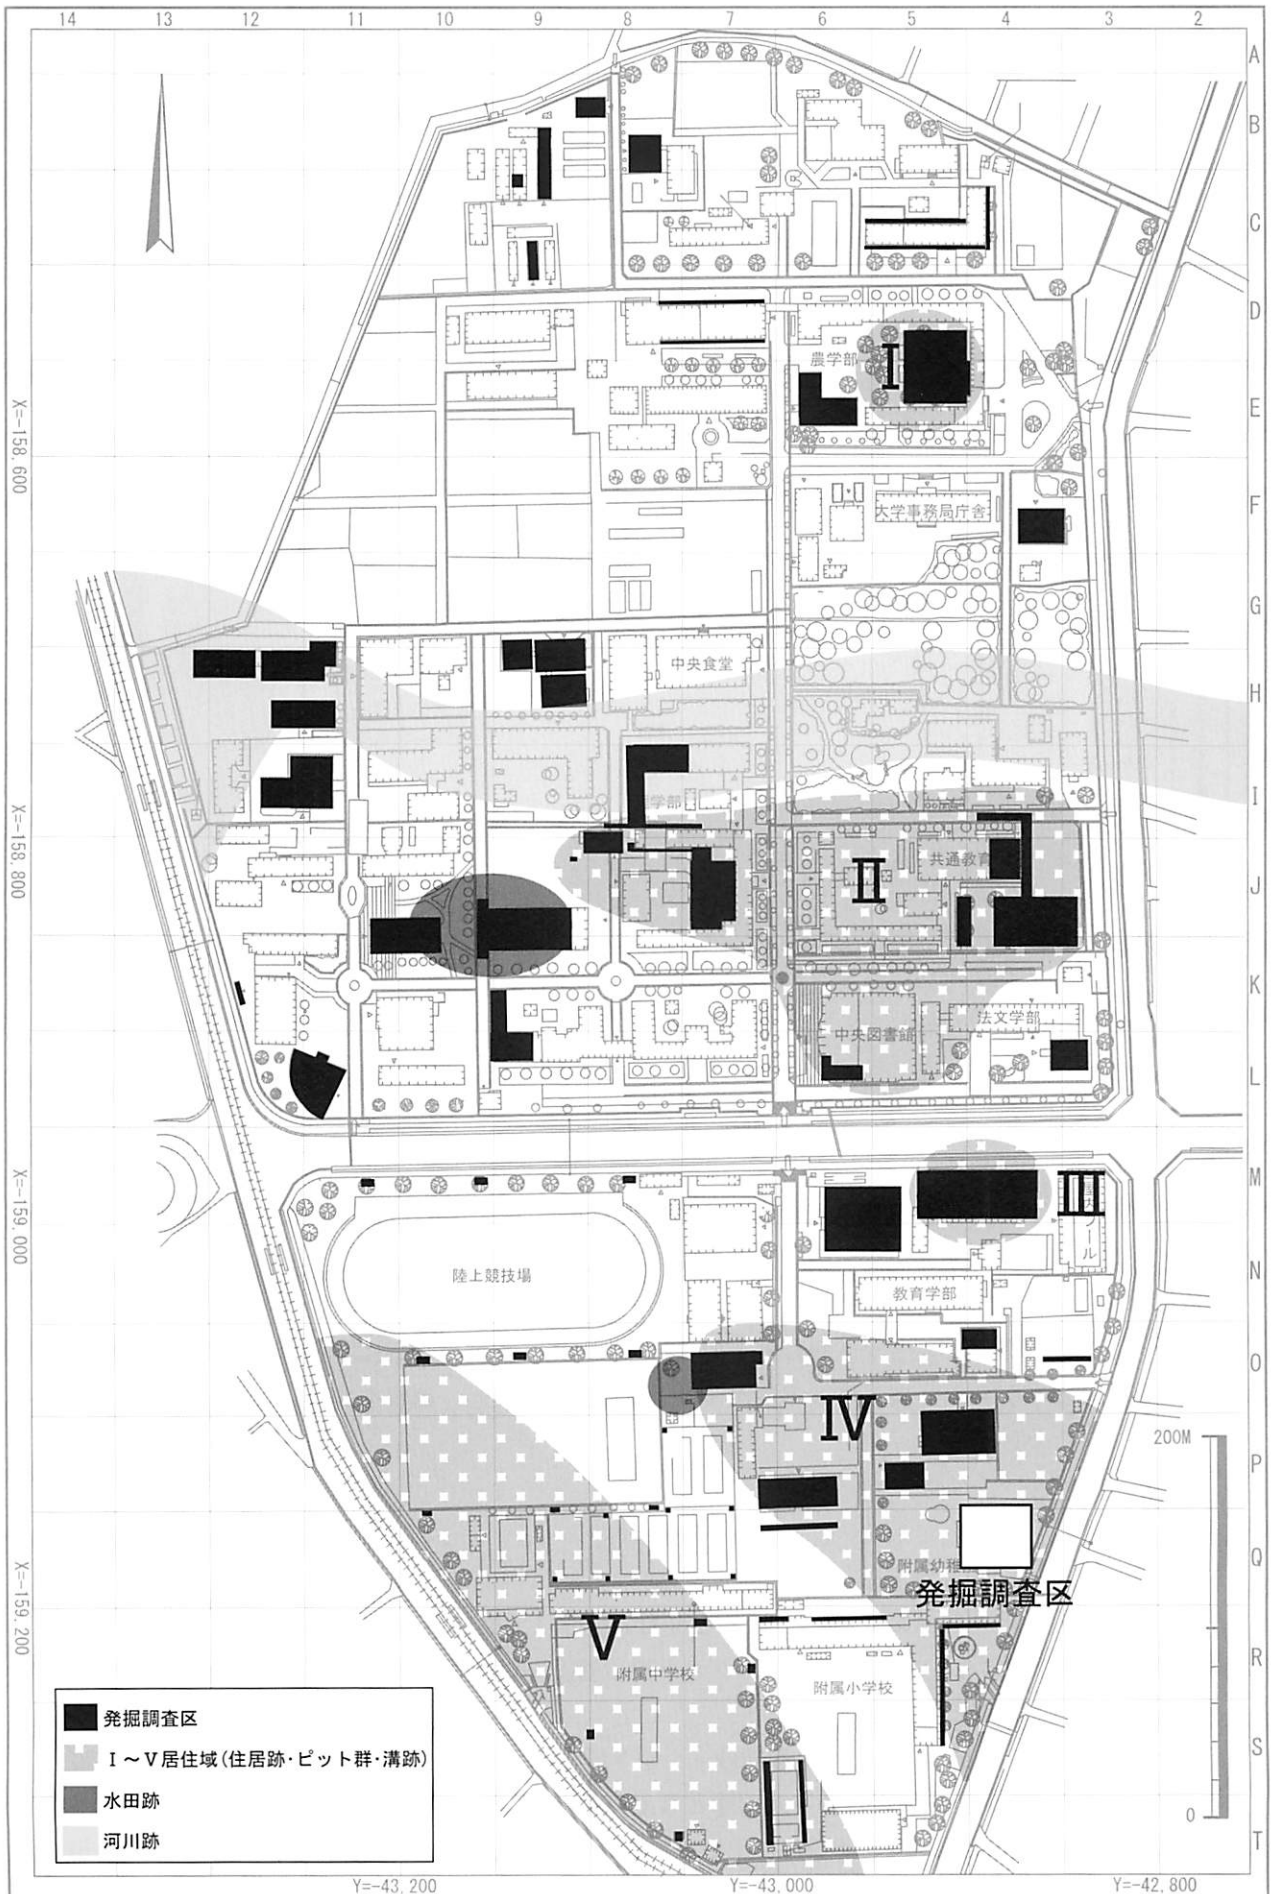 14 13 12 11 10 9 8 7 6 5 4 3 2
A
B
C
D
農学部
I
E
X=-158,600
大学事務局庁舎
F
G
中央食堂
H
I
X=-158,800
共通教育
II
J
K
法文学部
中央図書館
L
M
III
プール
X=-159,000
陸上競技場
N
教育学部
O
IV
200M
P
附属幼稚
Q
発掘調査区
X=-159,200
V
附属中学校
附属小学校
R
発掘調査区
I~V居住域(住居跡・ピット群・溝跡)
S
水田跡
0
河川跡
T
Y=-43,200 Y=-43,000 Y=-42,800